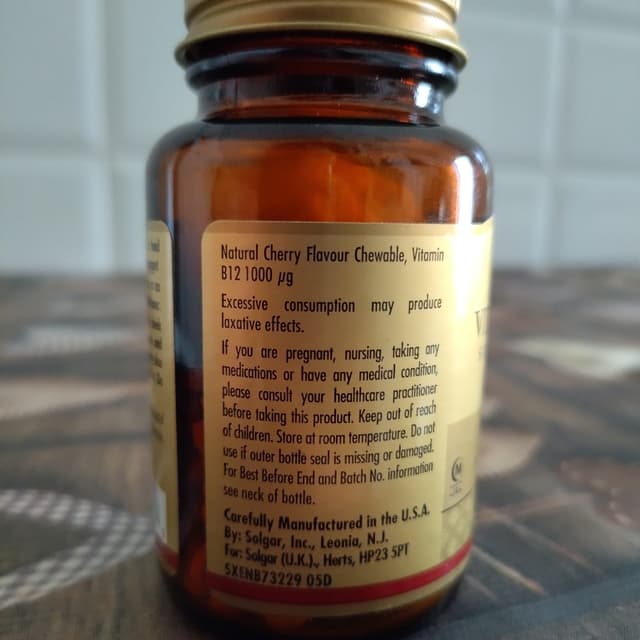 Natural Cherry Flavour Chewable, Vitamin
B12 1000 µg
Excessive consumption may produce
laxative effects.
If you are pregnant, nursing, taking any
medications or have any medical condition,
please consult your healthcare practitioner
before taking this product. Keep out of reach
of children. Store at room temperature. Do not
use if outer bottle seal is missing or damaged.
For Best Before End and Batch No. information
see neck of bottle.
Carefully Manufactured in the U.S.A.
By: Solgar, Inc., Leonia, N.J.
For: Solgar (U.K.)., Herts, HP23 5PT
SXENB73229 05D